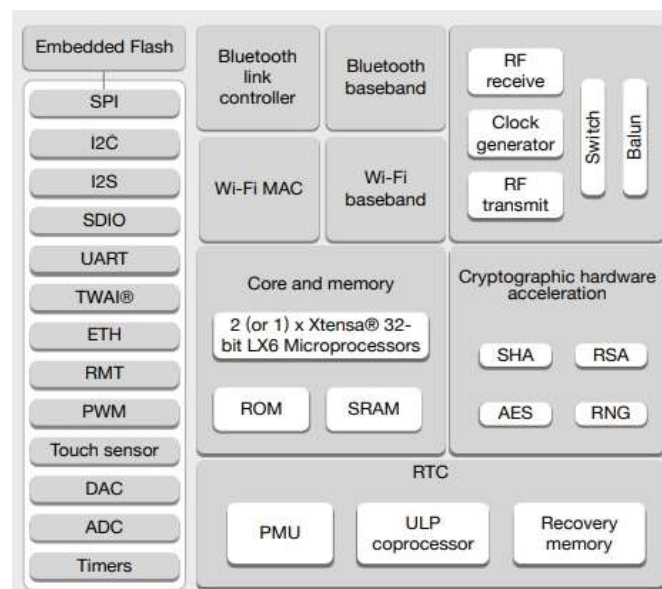 Embedded Flash
SPI
I2C
I2S
SDIO
UART
TWAI®
ETH
RMT
PWM
Touch sensor
DAC
ADC
Timers
Bluetooth
link
controller
Bluetooth
baseband
Wi-Fi MAC
Wi-Fi
baseband
RF
receive
Clock
generator
RF
transmit
Switch
Balun
Core and memory
2 (or 1) x Xtensa® 32-
bit LX6 Microprocessors
ROM
SRAM
Cryptographic hardware
acceleration
SHA
RSA
AES
RNG
RTC
PMU
ULP
coprocessor
Recovery
memory